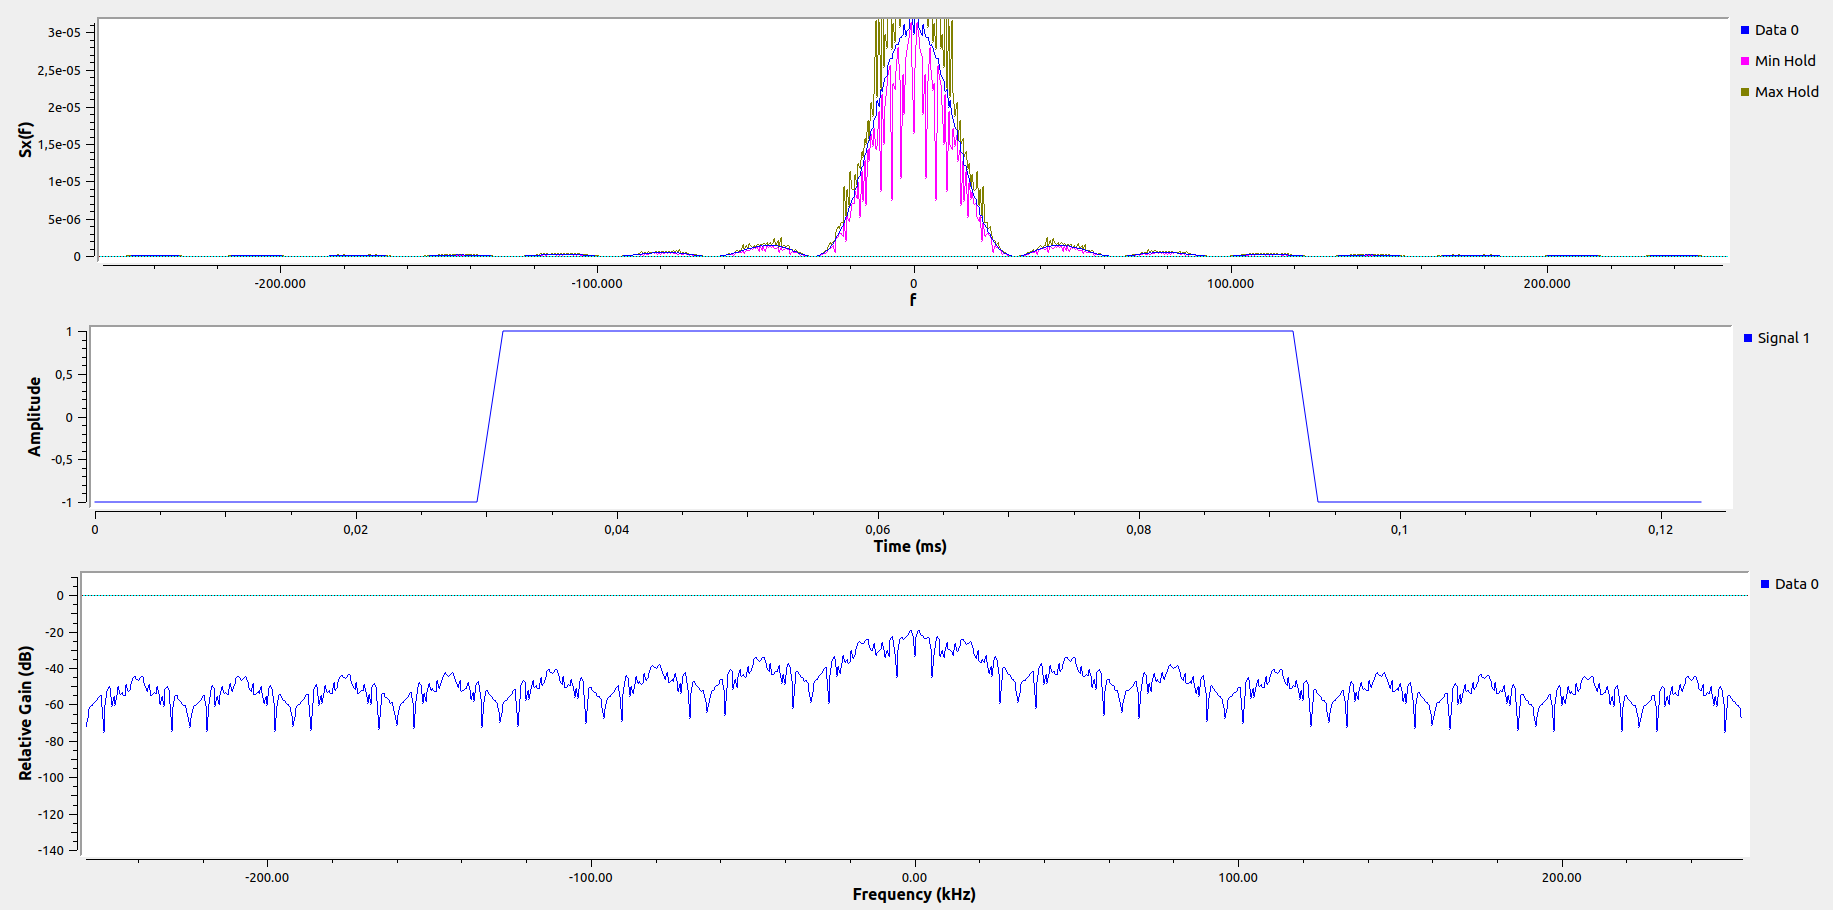 Sx(f)
3e-05
2,5e-05
2e-05
1,5e-05
1e-05
5e-06
0
-200.000
-100.000
0
100.000
200.000
f
Data 0
Min Hold
Max Hold
Amplitude
1
0,5
0
-0,5
-1
0
0,02
0,04
0,06
0,08
0,1
0,12
Time (ms)
Signal 1
Relative Gain (dB)
0
-20
-40
-60
-80
-100
-120
-140
-200.00
-100.00
0.00
100.00
200.00
Frequency (kHz)
Data 0